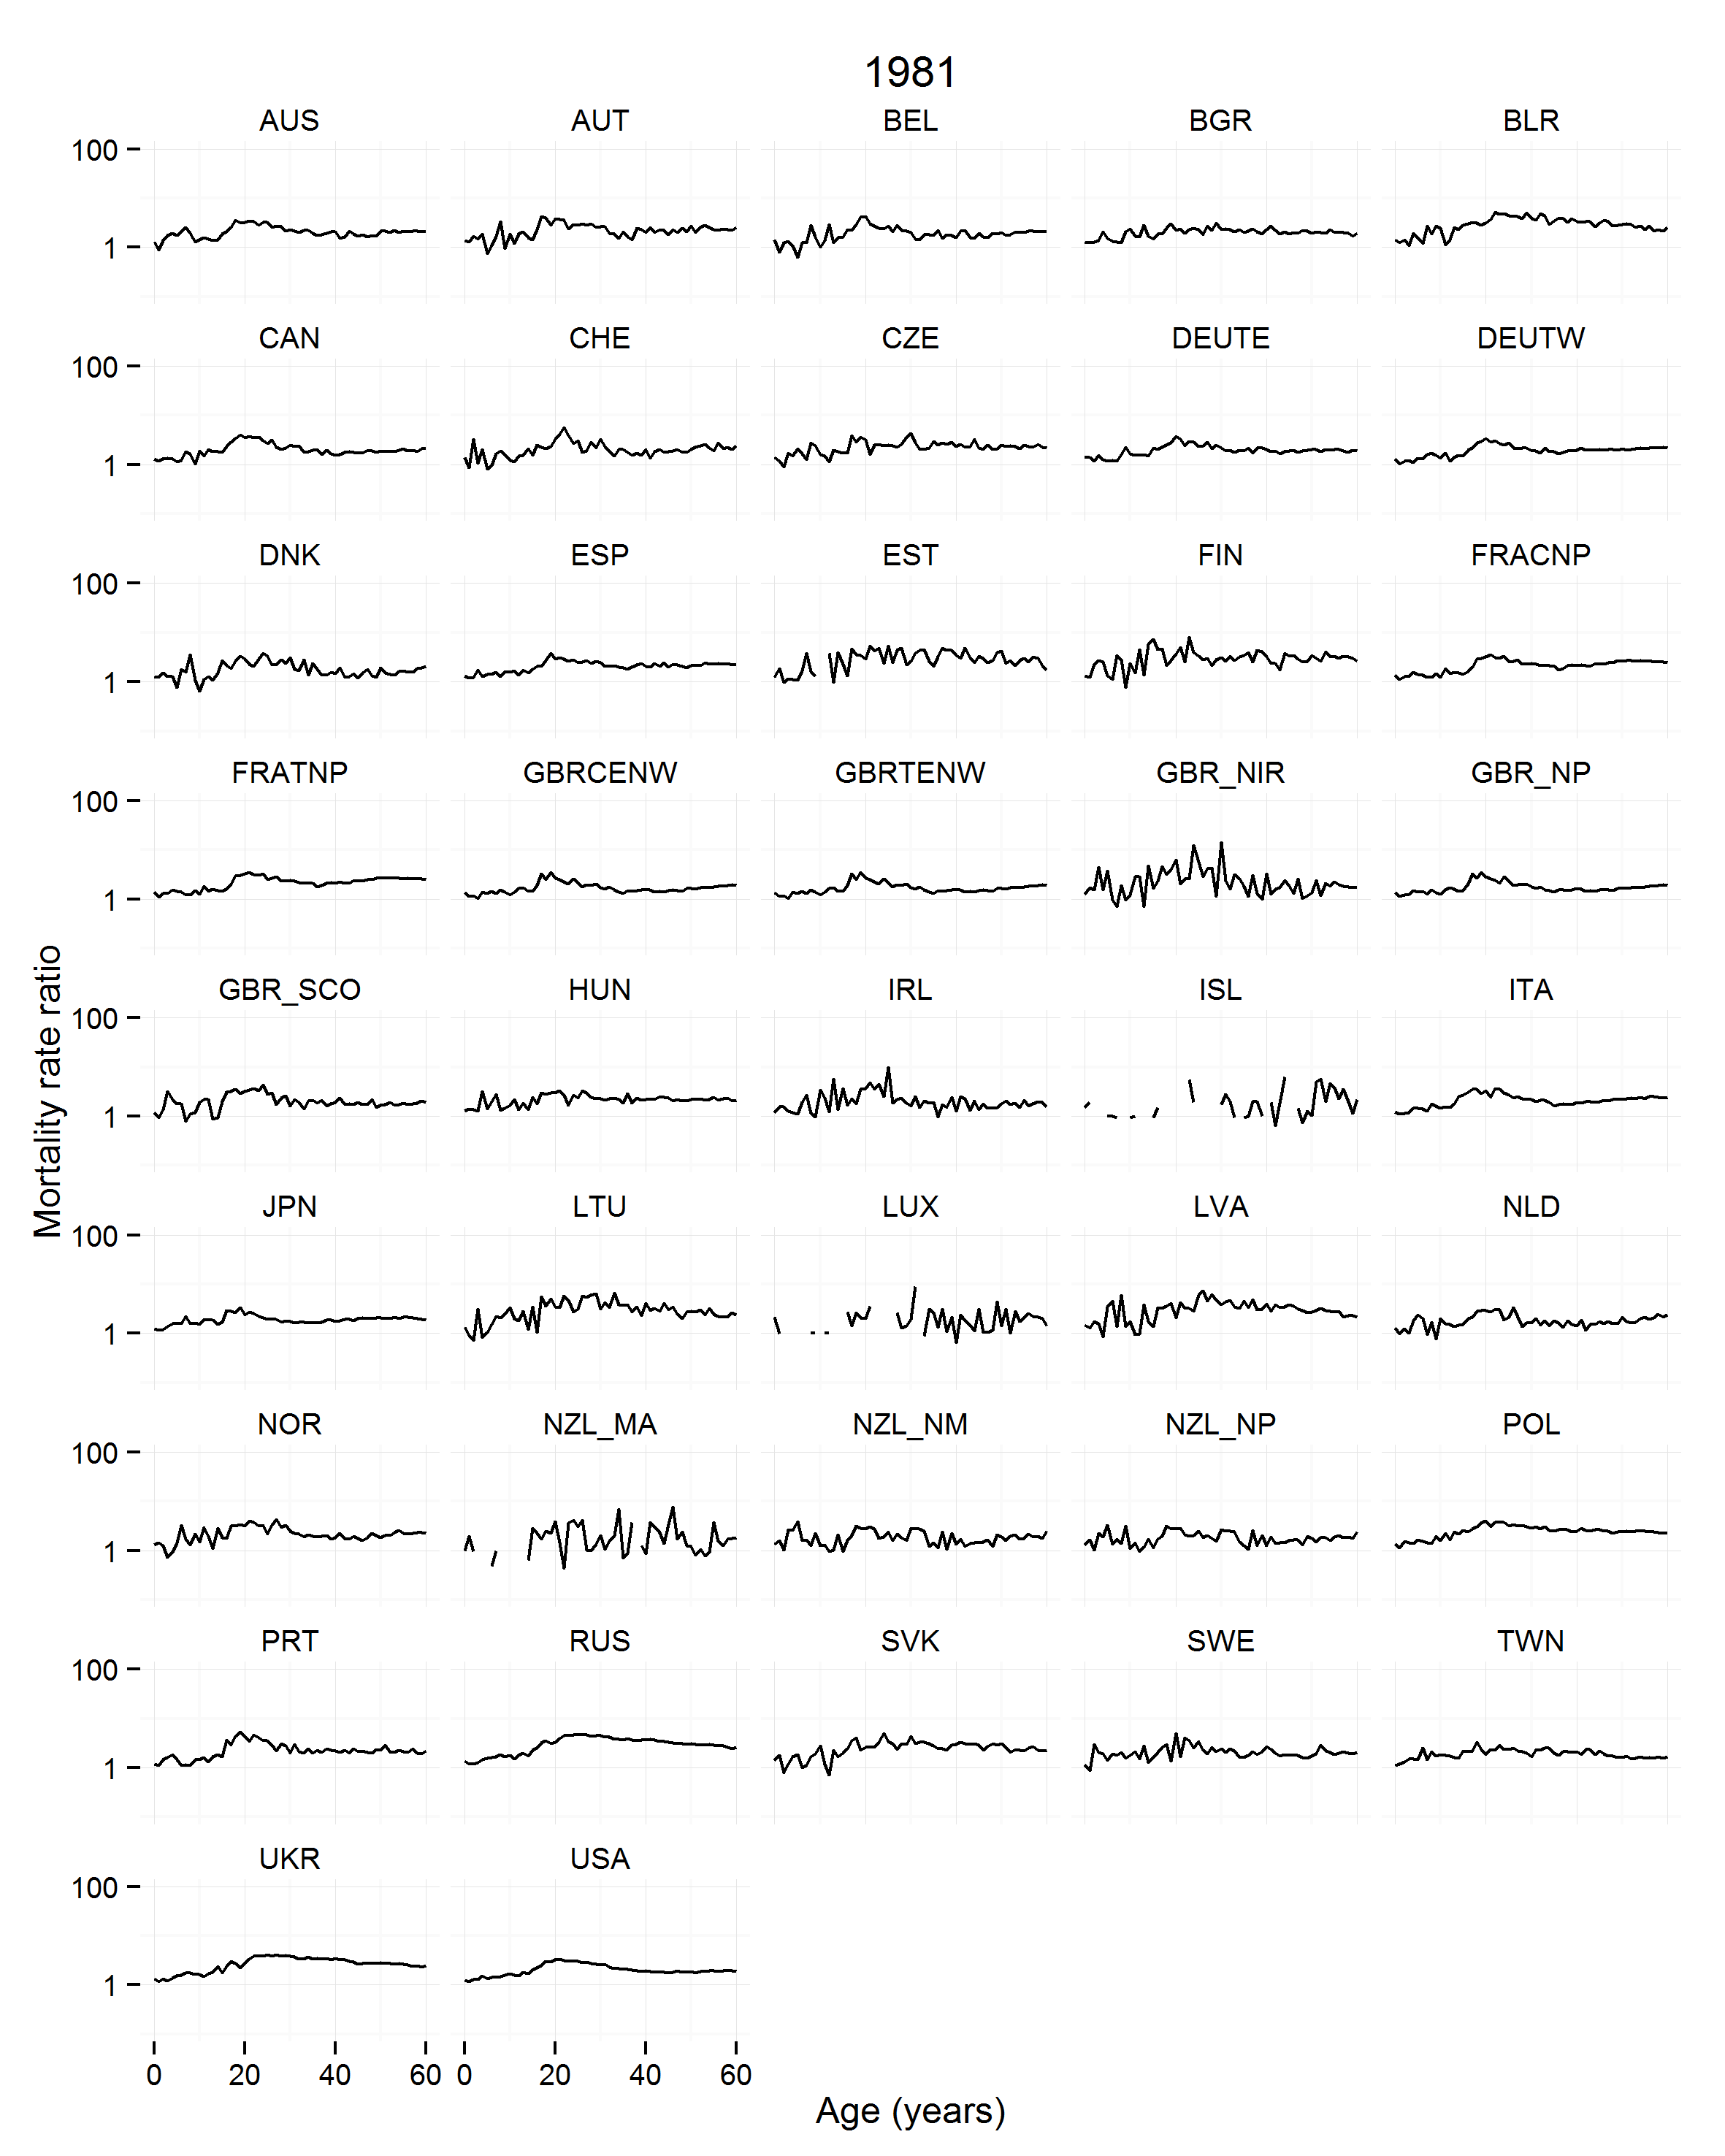 1981
AUS AUT BEL BGR BLR
100
1
CAN CHE CZE DEUTE DEUTW
100
1
DNK ESP EST FIN FRACNP
100
1
FRATNP GBRCENW GBRTENW GBR_NIR GBR_NP
100
1
Mortality rate ratio
GBR_SCO HUN IRL ISL ITA
100
1
JPN LTU LUX LVA NLD
100
1
NOR NZL_MA NZL_NM NZL_NP POL
100
1
PRT RUS SVK SWE TWN
100
1
UKR USA
100
1
0 20 40 60 0 20 40 60
Age (years)